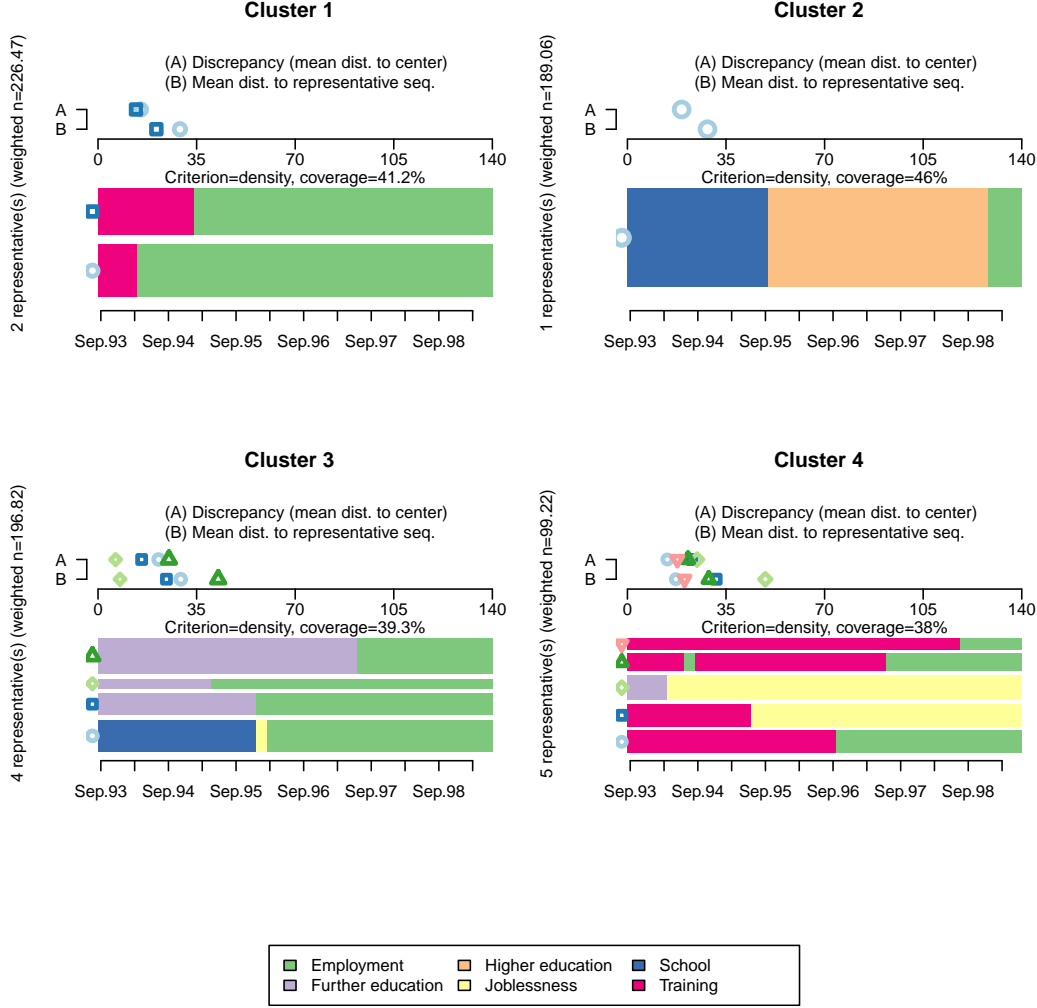 Cluster 1
2 representative(s) (weighted n=226.47)
(A) Discrepancy (mean dist. to center)
(B) Mean dist. to representative seq.
A
B
0 35 70 105 140
Criterion=density, coverage=41.2%
Sep.93 Sep.94 Sep.95 Sep.96 Sep.97 Sep.98
Cluster 2
1 representative(s) (weighted n=189.06)
(A) Discrepancy (mean dist. to center)
(B) Mean dist. to representative seq.
A
B
0 35 70 105 140
Criterion=density, coverage=46%
Sep.93 Sep.94 Sep.95 Sep.96 Sep.97 Sep.98
Cluster 3
4 representative(s) (weighted n=196.82)
(A) Discrepancy (mean dist. to center)
(B) Mean dist. to representative seq.
A
B
0 35 70 105 140
Criterion=density, coverage=39.3%
Sep.93 Sep.94 Sep.95 Sep.96 Sep.97 Sep.98
Cluster 4
5 representative(s) (weighted n=99.22)
(A) Discrepancy (mean dist. to center)
(B) Mean dist. to representative seq.
A
B
0 35 70 105 140
Criterion=density, coverage=38%
Sep.93 Sep.94 Sep.95 Sep.96 Sep.97 Sep.98
Employment Higher education School
Further education Joblessness Training